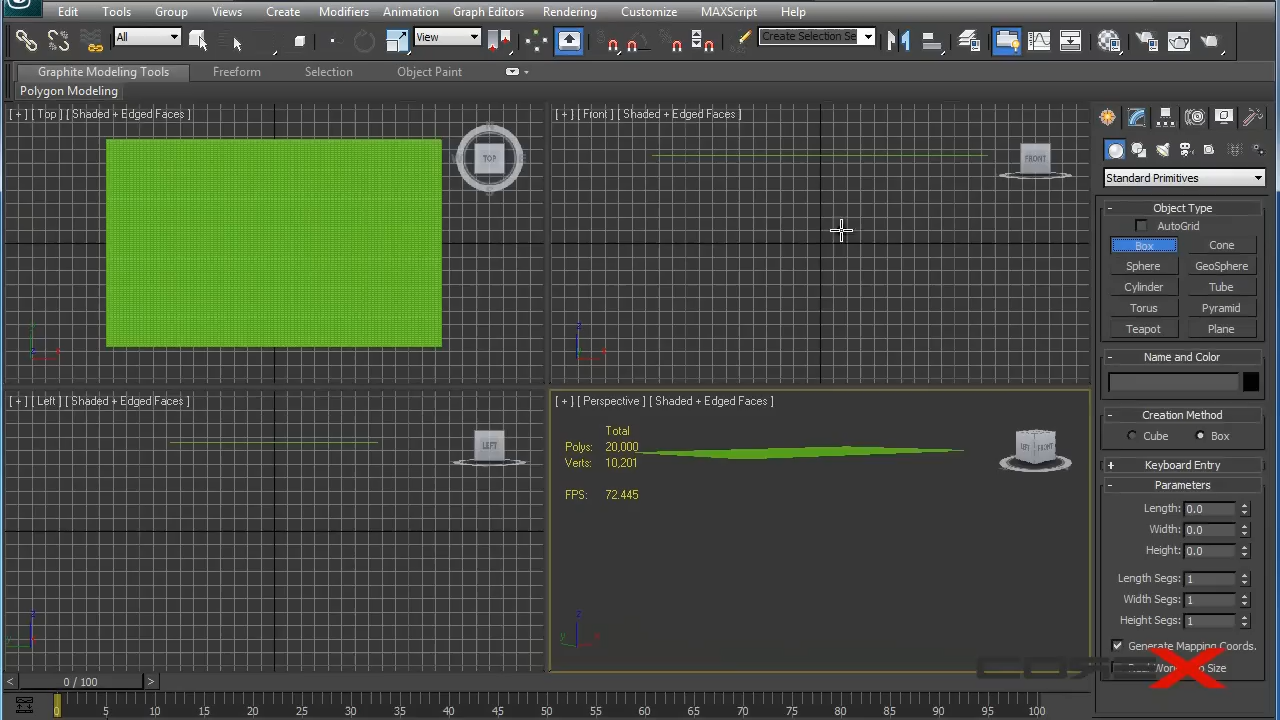 Edit Tools Group Views Create Modifiers Animation Graph Editors Rendering Customize MAXScript Help
All View Create Selection Se
Graphite Modeling Tools Freeform Selection Object Paint
Polygon Modeling
[ + ] [ Top ] [ Shaded + Edged Faces ]
TOP
[ + ] [ Front ] [ Shaded + Edged Faces ]
FRONT
[ + ] [ Left ] [ Shaded + Edged Faces ]
LEFT
[ + ] [ Perspective ] [ Shaded + Edged Faces ]
Total
Polys: 20,000
Verts: 10,201
FPS: 72.445
LEFT FRONT
Standard Primitives
- Object Type
AutoGrid
Box Cone
Sphere GeoSphere
Cylinder Tube
Torus Pyramid
Teapot Plane
- Name and Color
- Creation Method
Cube Box
+ Keyboard Entry
- Parameters
Length: 0.0
Width: 0.0
Height: 0.0
Length Segs: 1
Width Segs: 1
Height Segs: 1
Generate Mapping Coords.
Size
< 0 / 100 >
0 5 10 15 20 25 30 35 40 45 50 55 60 65 70 75 80 85 90 95 100